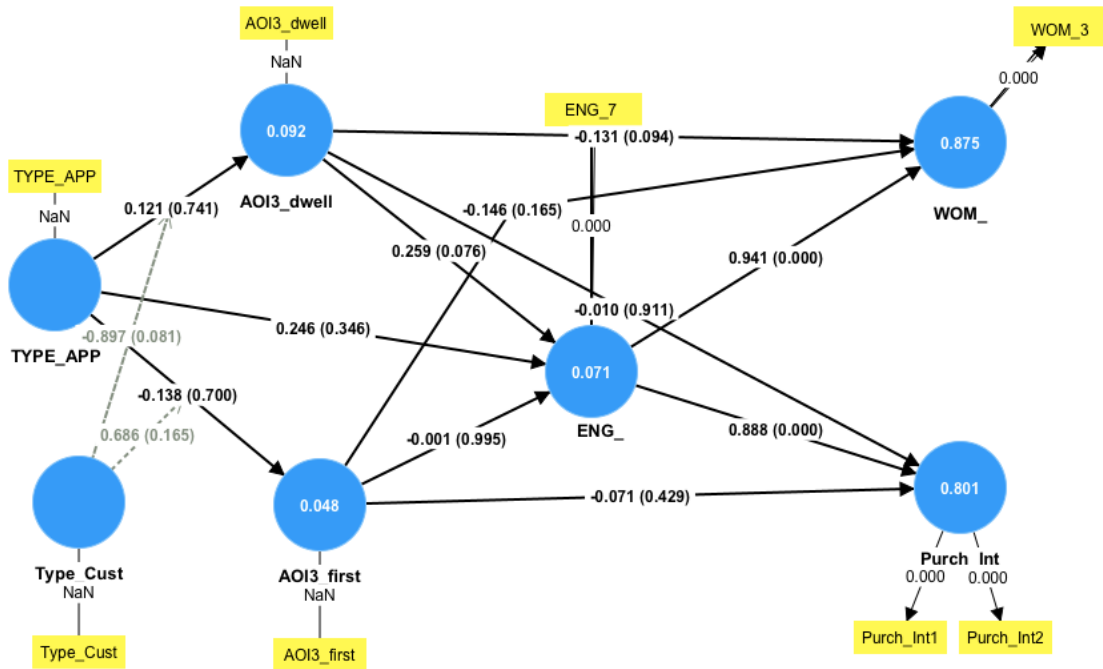 AOI3_dwell
WOM_3
NaN
0.000
ENG_7
0.092
-0.131 (0.094)
0.875
TYPE_APP
AOI3_dwell
NaN
0.121 (0.741)
-0.146 (0.165)
WOM_
0.000
0.259 (0.076)
0.941 (0.000)
-0.010 (0.911)
0.246 (0.346)
-0.897 (0.081)
TYPE_APP
0.071
-0.138 (0.700)
ENG_
0.686 (0.165)
-0.001 (0.995)
0.888 (0.000)
0.048
-0.071 (0.429)
0.801
Type_Cust
AOI3_first
Purch_Int
NaN
NaN
0.000
0.000
Type_Cust
AOI3_first
Purch_Int1
Purch_Int2